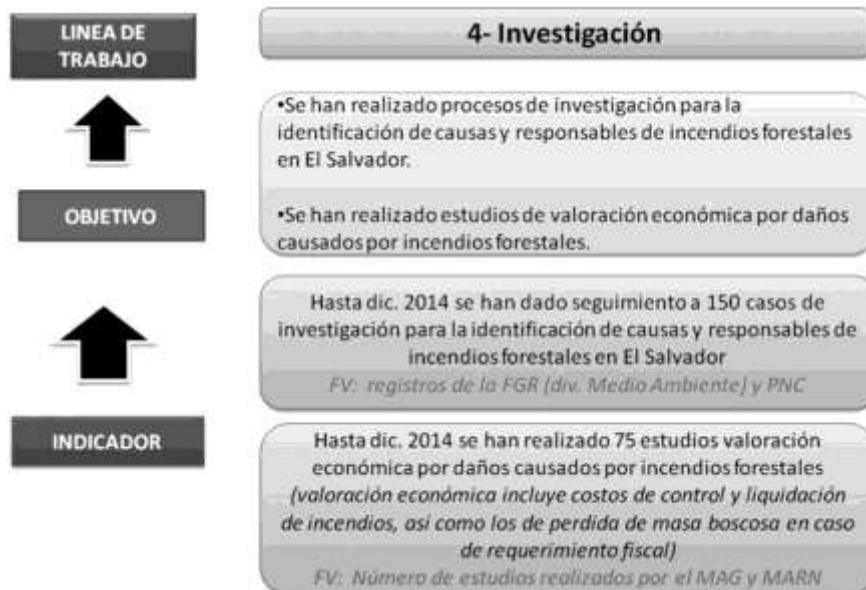 LINEA DE
TRABAJO
4- Investigación
•Se han realizado procesos de investigación para la
identificación de causas y responsables de incendios forestales
en El Salvador.
OBJETIVO
•Se han realizado estudios de valoración económica por daños
causados por incendios forestales.
Hasta dic. 2014 se han dado seguimiento a 150 casos de
investigación para la identificación de causas y responsables de
incendios forestales en El Salvador
FV: registros de la FGR (div. Medio Ambiente) y PNC
INDICADOR
Hasta dic. 2014 se han realizado 75 estudios valoración
económica por daños causados por incendios forestales
(valoración económica incluye costos de control y liquidación
de incendios, así como los de perdida de masa boscosa en caso
de requerimiento fiscal)
FV: Número de estudios realizados por el MAG y MARN